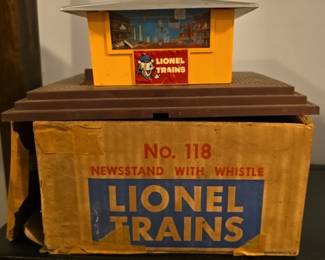 LIONEL
TRAINS
No. 118
NEWSSTAND WITH WHISTLE
LIONEL
TRAINS